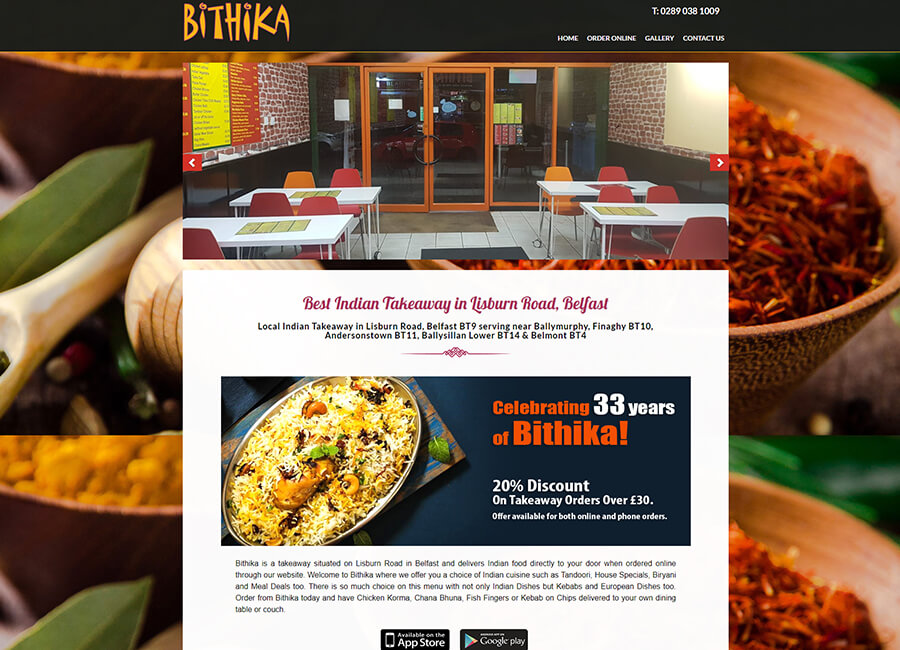 BiTHiKA
T: 0289 038 1009
HOME ORDER ONLINE GALLERY CONTACT US
Best Indian Takeaway in Lisburn Road, Belfast
Local Indian Takeaway in Lisburn Road, Belfast BT9 serving near Ballymurphy, Finaghy BT10,
Andersonstown BT11, Ballysillan Lower BT14 & Belmont BT4
Celebrating 33 years
of Bithika!
20% Discount
On Takeaway Orders Over £30.
Offer available for both online and phone orders.
Bithika is a takeaway situated on Lisburn Road in Belfast and delivers Indian food directly to your door when ordered online
through our website. Welcome to Bithika where we offer you a choice of Indian cuisine such as Tandoori, House Specials, Biryani
and Meal Deals too. There is so much choice on this menu with not only Indian Dishes but Kebabs and European Dishes too.
Order from Bithika today and have Chicken Korma, Chana Bhuna, Fish Fingers or Kebab on Chips delivered to your own dining
table or couch.
Available on the
App Store
ANDROID APP ON
Google play